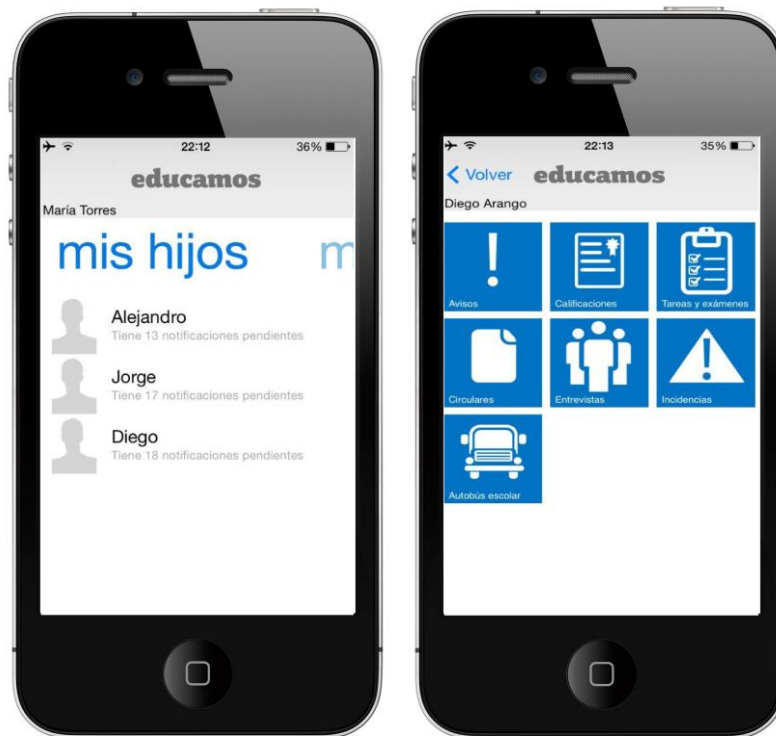 22:12
36%
educamos
María Torres
mis hijos
m
Alejandro
Tiene 13 notificaciones pendientes
Jorge
Tiene 17 notificaciones pendientes
Diego
Tiene 18 notificaciones pendientes
22:13
35%
Volver
educamos
Diego Arango
Avisos
Calificaciones
Tareas y exámenes
Circulares
Entrevistas
Incidencias
Autobús escolar